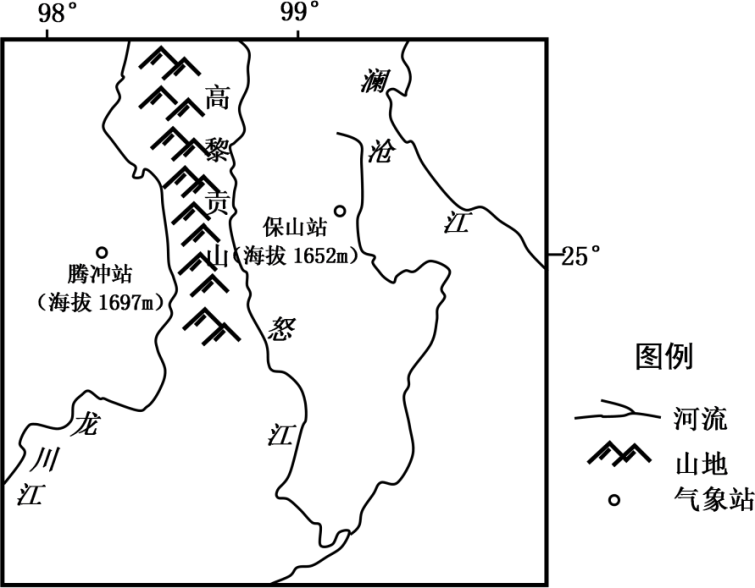 98° 99°
高
黎
贡
山
澜
沧
江
保山站
(海拔 1652m)
25°
腾冲站
(海拔 1697m)
怒
江
龙
川
江
图例
河流
山地
气象站